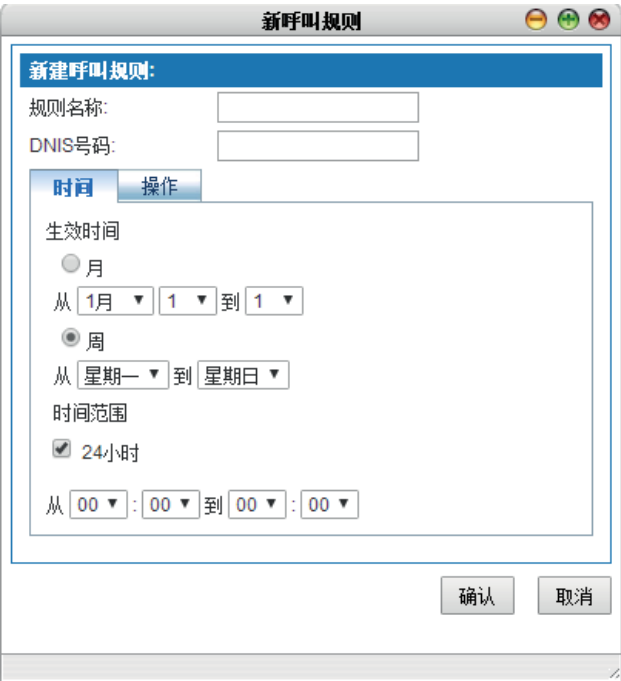 新呼叫规则
新建呼叫规则:
规则名称:
DNIS号码:
时间 操作
生效时间
月
从 1月 1 到 1
周
从 星期一 到 星期日
时间范围
24小时
从 00 : 00 到 00 : 00
确认 取消